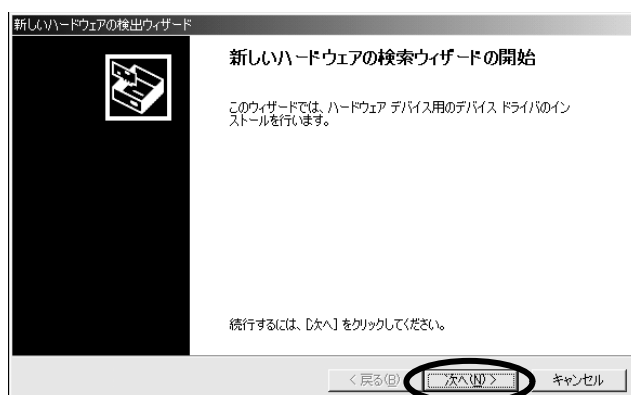 新しいハードウェアの検出ウィザード
新しいハードウェアの検索ウィザードの開始
このウィザードでは、ハードウェア デバイス用のデバイス ドライバのイン
ストールを行います。
続行するには、[次へ] をクリックしてください。
< 戻る(B) 次へ(N) > キャンセル